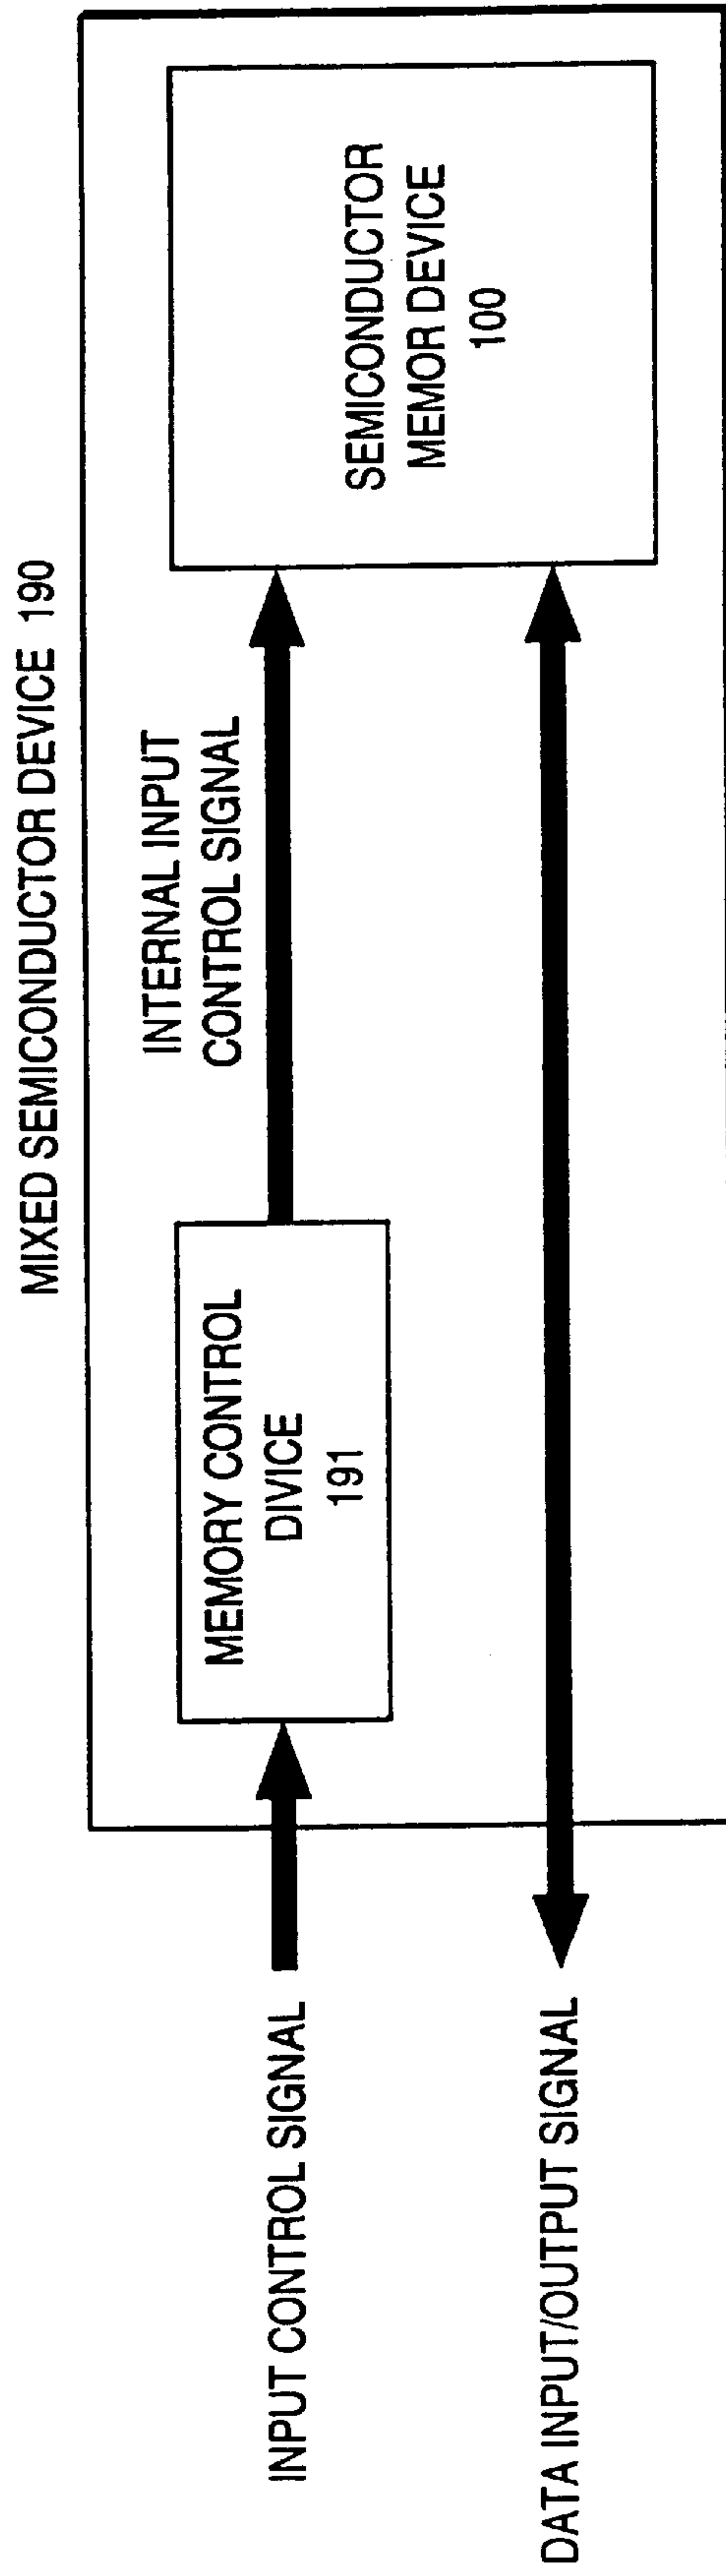 MIXED SEMICONDUCTOR DEVICE 190
INPUT CONTROL SIGNAL
MEMORY CONTROL
DIVICE
191
INTERNAL INPUT
CONTROL SIGNAL
SEMICONDUCTOR
MEMOR DEVICE
100
DATA INPUT/OUTPUT SIGNAL